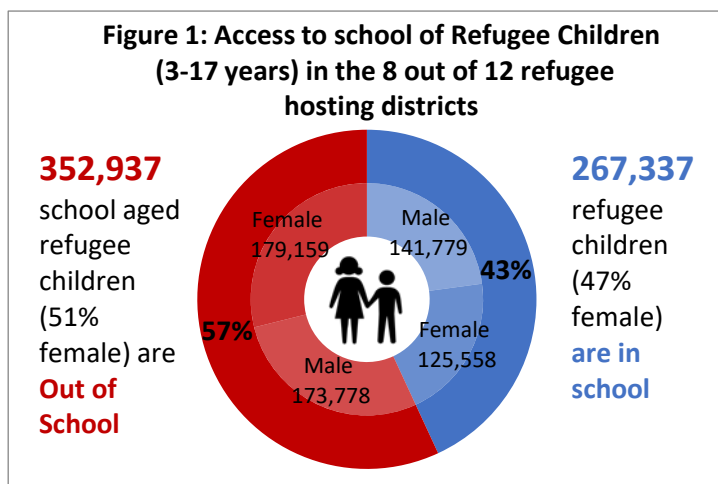 Figure 1: Access to school of Refugee Children
(3-17 years) in the 8 out of 12 refugee
hosting districts
352,937
school aged
refugee
children
(51%
female) are
Out of
School
Female
179,159
57%
Male
173,778
Male
141,779
43%
Female
125,558
267,337
refugee
children
(47%
female)
are in
school